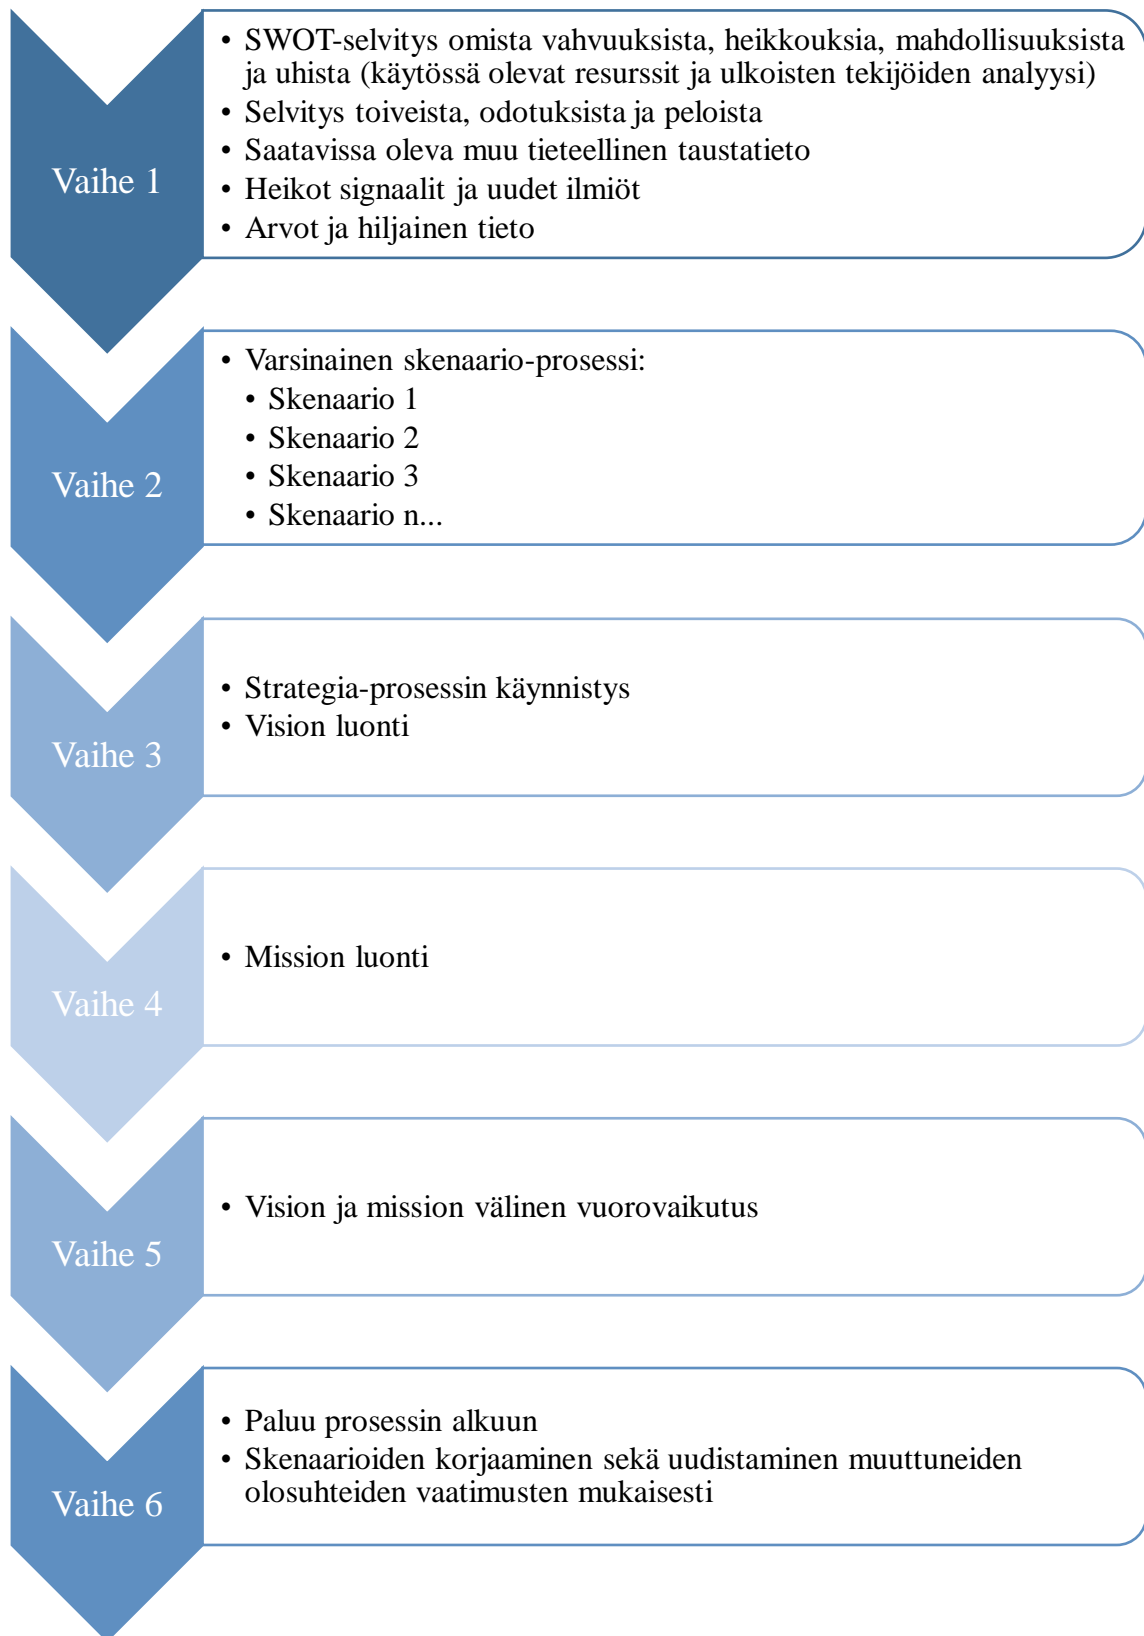 Vaihe 1
• SWOT-selvitys omista vahvuuksista, heikkouksia, mahdollisuuksista
ja uhista (käytössä olevat resurssit ja ulkoisten tekijöiden analyysi)
• Selvitys toiveista, odotuksista ja peloista
• Saatavissa oleva muu tieteellinen taustatieto
• Heikot signaalit ja uudet ilmiöt
• Arvot ja hiljainen tieto
Vaihe 2
• Varsinainen skenaario-prosessi:
• Skenaario 1
• Skenaario 2
• Skenaario 3
• Skenaario n...
Vaihe 3
• Strategia-prosessin käynnistys
• Vision luonti
Vaihe 4
• Mission luonti
Vaihe 5
• Vision ja mission välinen vuorovaikutus
Vaihe 6
• Paluu prosessin alkuun
• Skenaarioiden korjaaminen sekä uudistaminen muuttuneiden
olosuhteiden vaatimusten mukaisesti